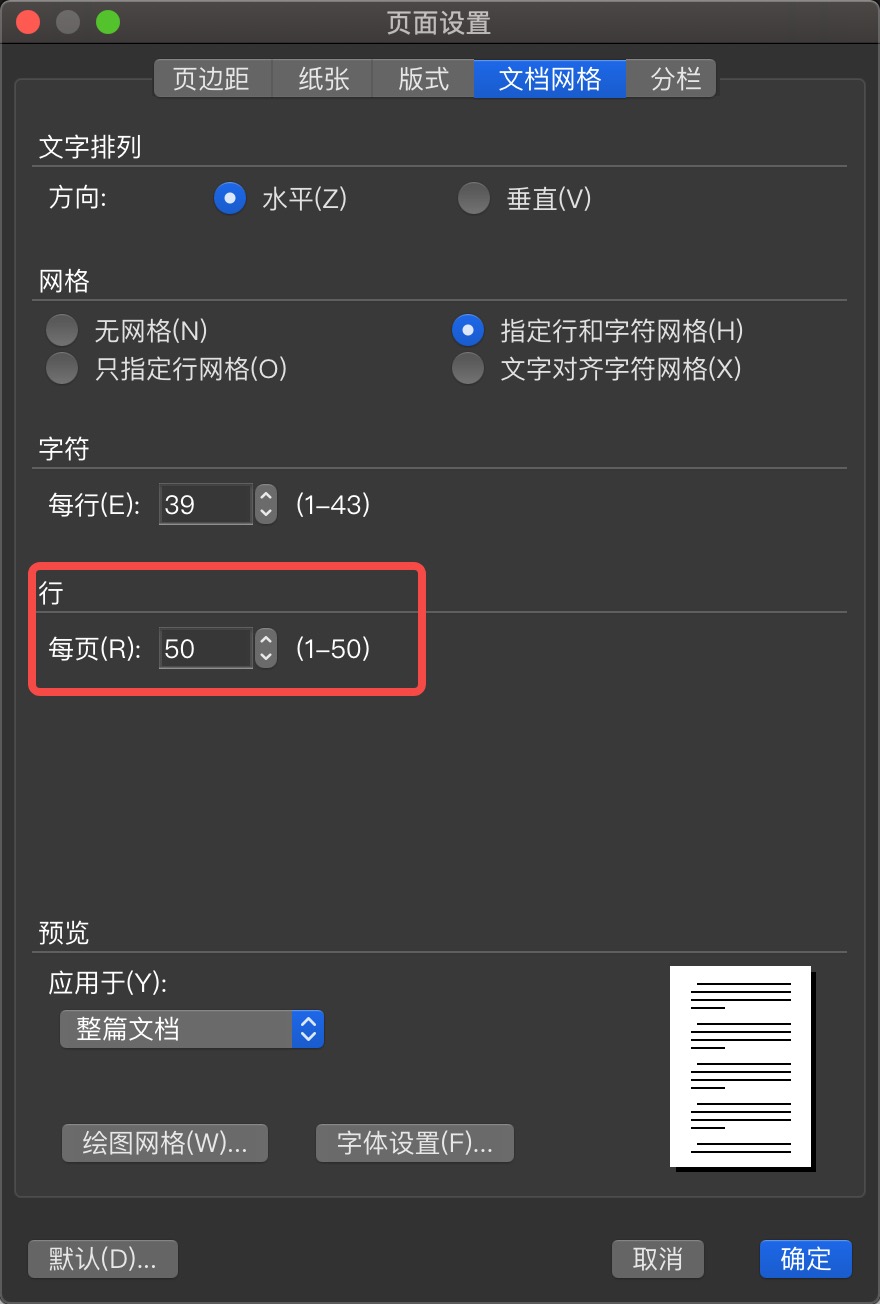 页面设置
页边距 纸张 版式 文档网格 分栏
文字排列
方向: 水平(Z) 垂直(V)
网格
无网格(N) 指定行和字符网格(H)
只指定行网格(O) 文字对齐字符网格(X)
字符
每行(E): 39 (1–43)
行
每页(R): 50 (1–50)
预览
应用于(Y):
整篇文档
绘图网格(W)... 字体设置(F)...
默认(D)... 取消 确定